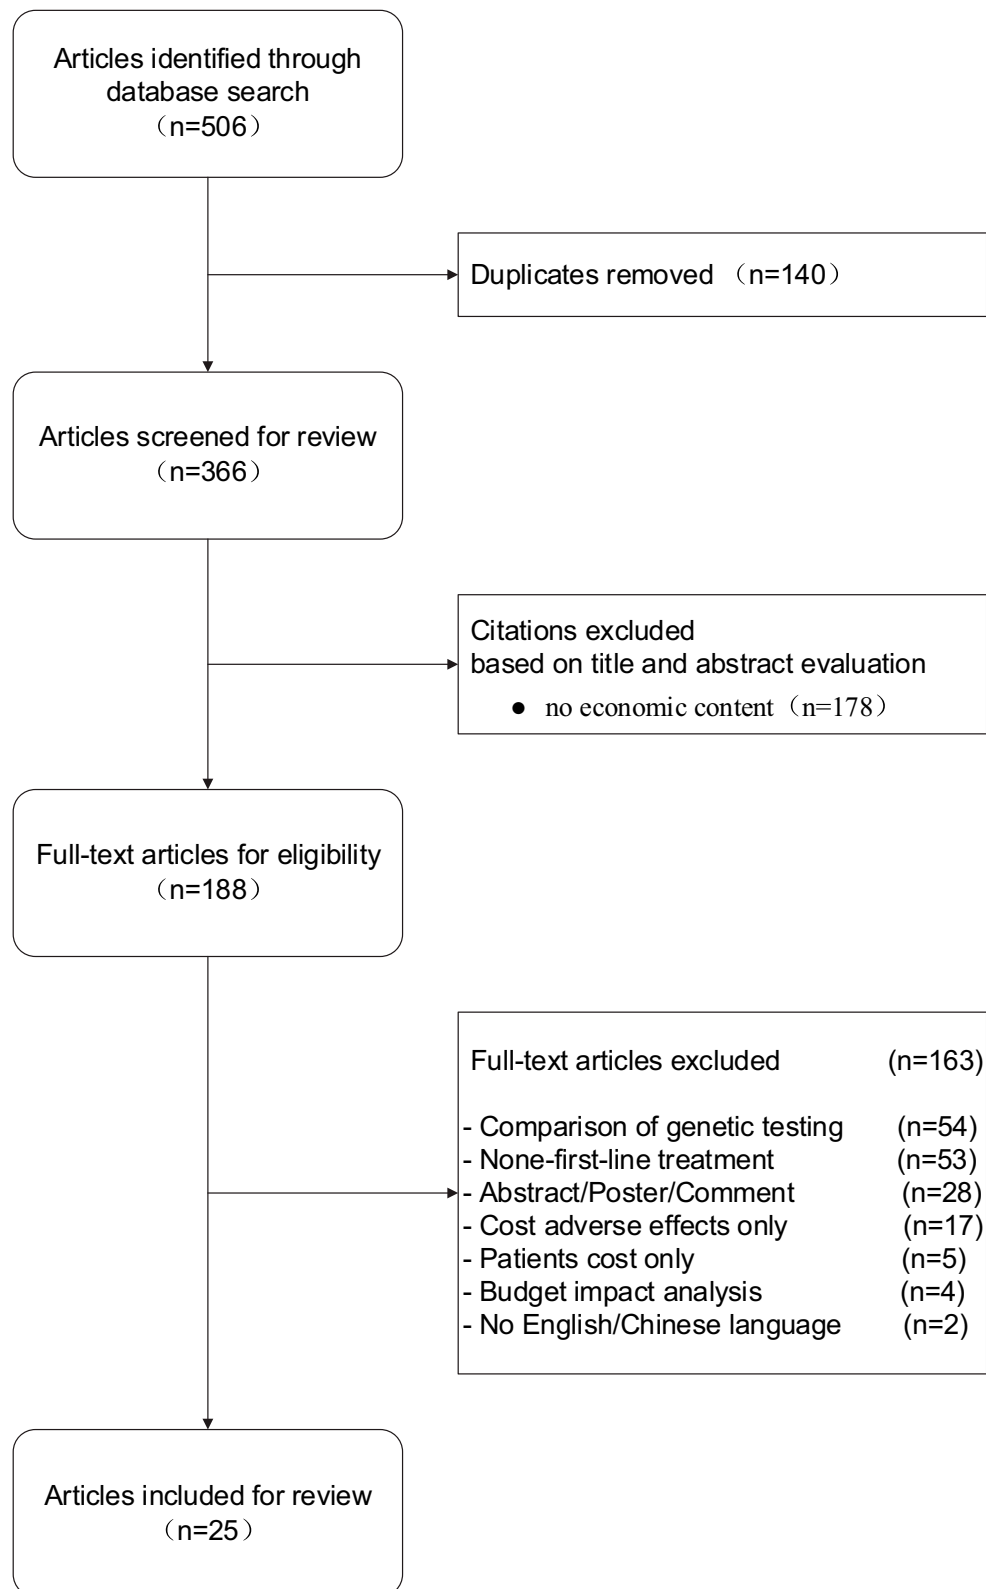 Articles identified through
database search
（n=506）
Duplicates removed （n=140）
Articles screened for review
（n=366）
Citations excluded
based on title and abstract evaluation
● no economic content（n=178）
Full-text articles for eligibility
（n=188）
Full-text articles excluded (n=163)
- Comparison of genetic testing (n=54)
- None-first-line treatment (n=53)
- Abstract/Poster/Comment (n=28)
- Cost adverse effects only (n=17)
- Patients cost only (n=5)
- Budget impact analysis (n=4)
- No English/Chinese language (n=2)
Articles included for review
（n=25）